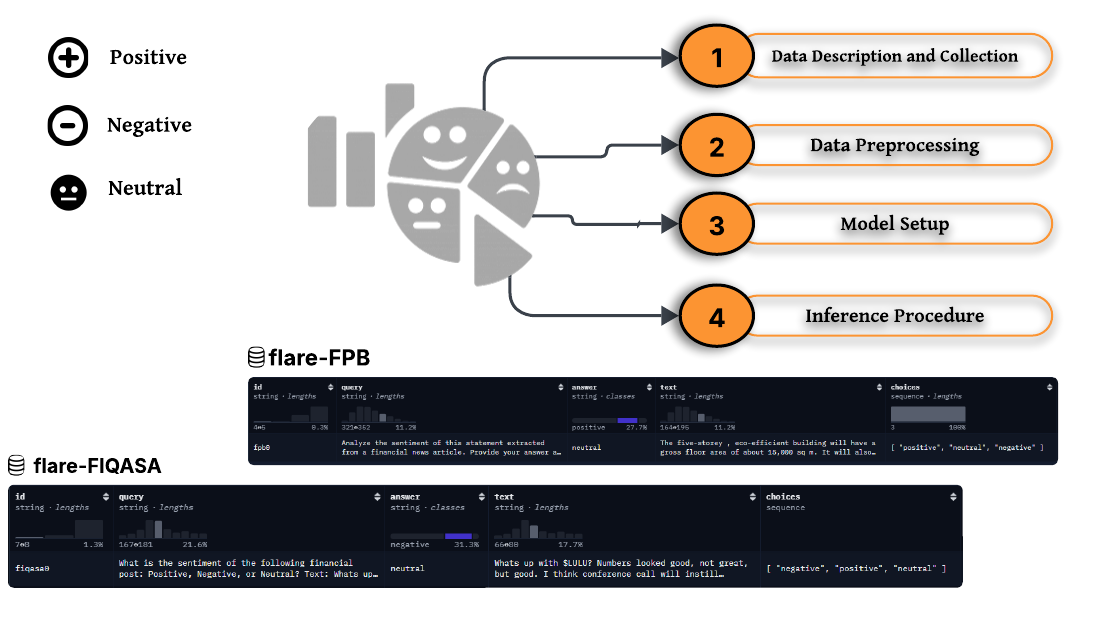 Positive
Negative
Neutral
1 Data Description and Collection
2 Data Preprocessing
3 Model Setup
4 Inference Procedure
flare-FPB
id query answer text choices
string · lengths string · lengths string · classes string · lengths sequence · lengths
4⊕5 0.3% 321⊕352 11.2% positive 27.7% 164⊕195 11.2% 3 100%
fpb0
Analyze the sentiment of this statement extracted
from a financial news article. Provide your answer a…
neutral
The five-storey , eco-efficient building will have a
gross floor area of about 15,000 sq m. It will also…
[ "positive", "neutral", "negative" ]
flare-FIQASA
id query answer text choices
string · lengths string · lengths string · classes string · lengths sequence
7⊕8 1.3% 167⊕181 21.6% negative 31.3% 66⊕80 17.7%
fiqasa0
What is the sentiment of the following financial
post: Positive, Negative, or Neutral? Text: Whats up…
neutral
Whats up with $LULU? Numbers looked good, not great,
but good. I think conference call will instill…
[ "negative", "positive", "neutral" ]